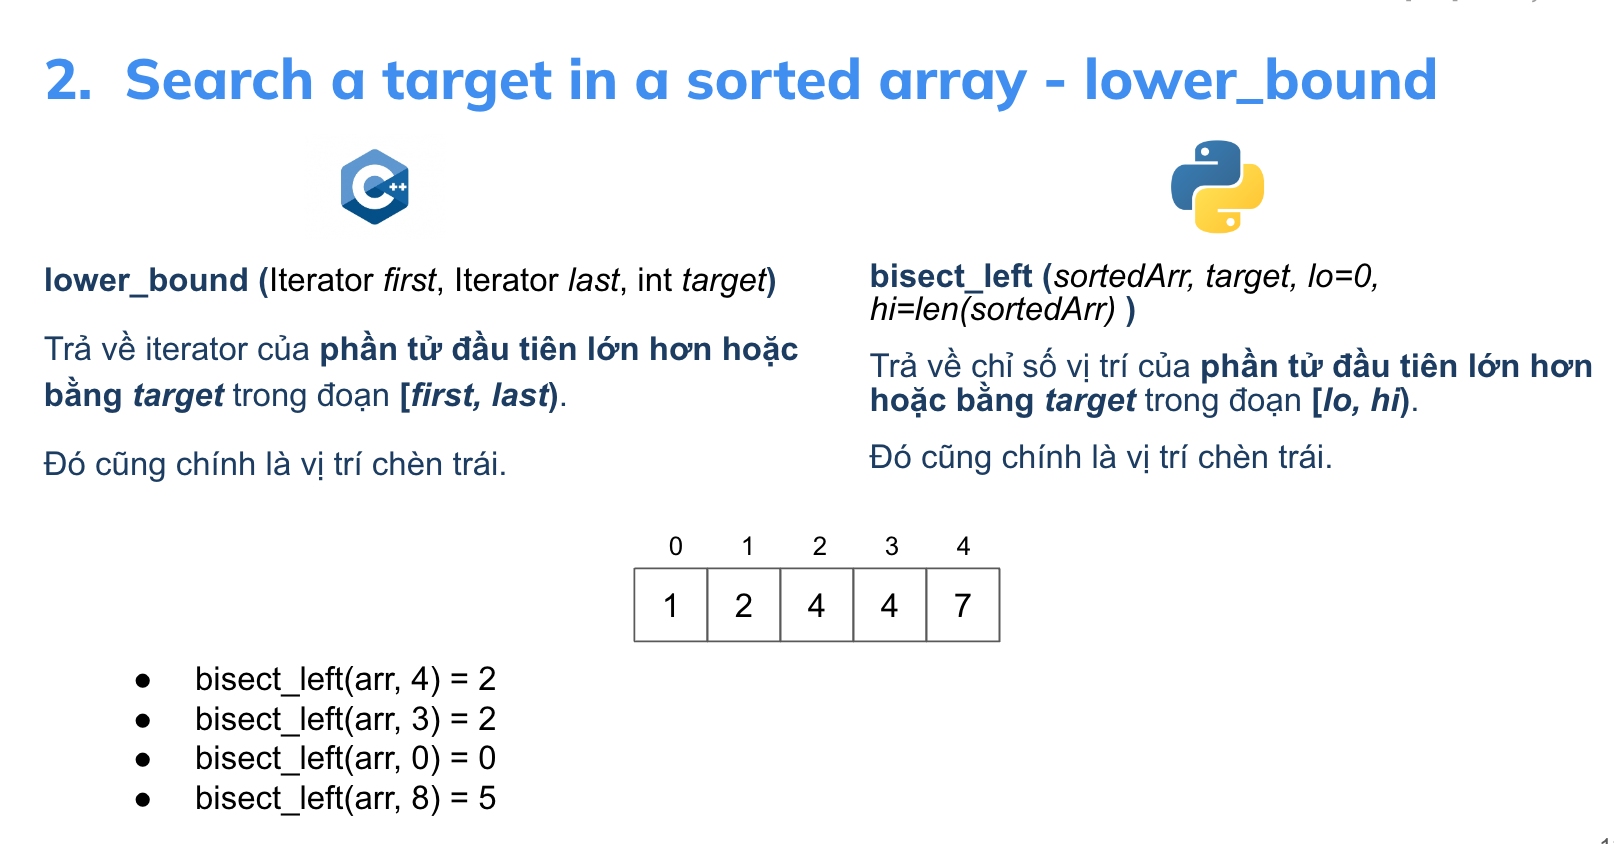 2. Search a target in a sorted array - lower_bound
C++
lower_bound (Iterator first, Iterator last, int target)
Trả về iterator của phần tử đầu tiên lớn hơn hoặc
bằng target trong đoạn [first, last).
Đó cũng chính là vị trí chèn trái.
bisect_left (sortedArr, target, lo=0,
hi=len(sortedArr) )
Trả về chỉ số vị trí của phần tử đầu tiên lớn hơn
hoặc bằng target trong đoạn [lo, hi).
Đó cũng chính là vị trí chèn trái.
0 1 2 3 4
1 2 4 4 7
● bisect_left(arr, 4) = 2
● bisect_left(arr, 3) = 2
● bisect_left(arr, 0) = 0
● bisect_left(arr, 8) = 5